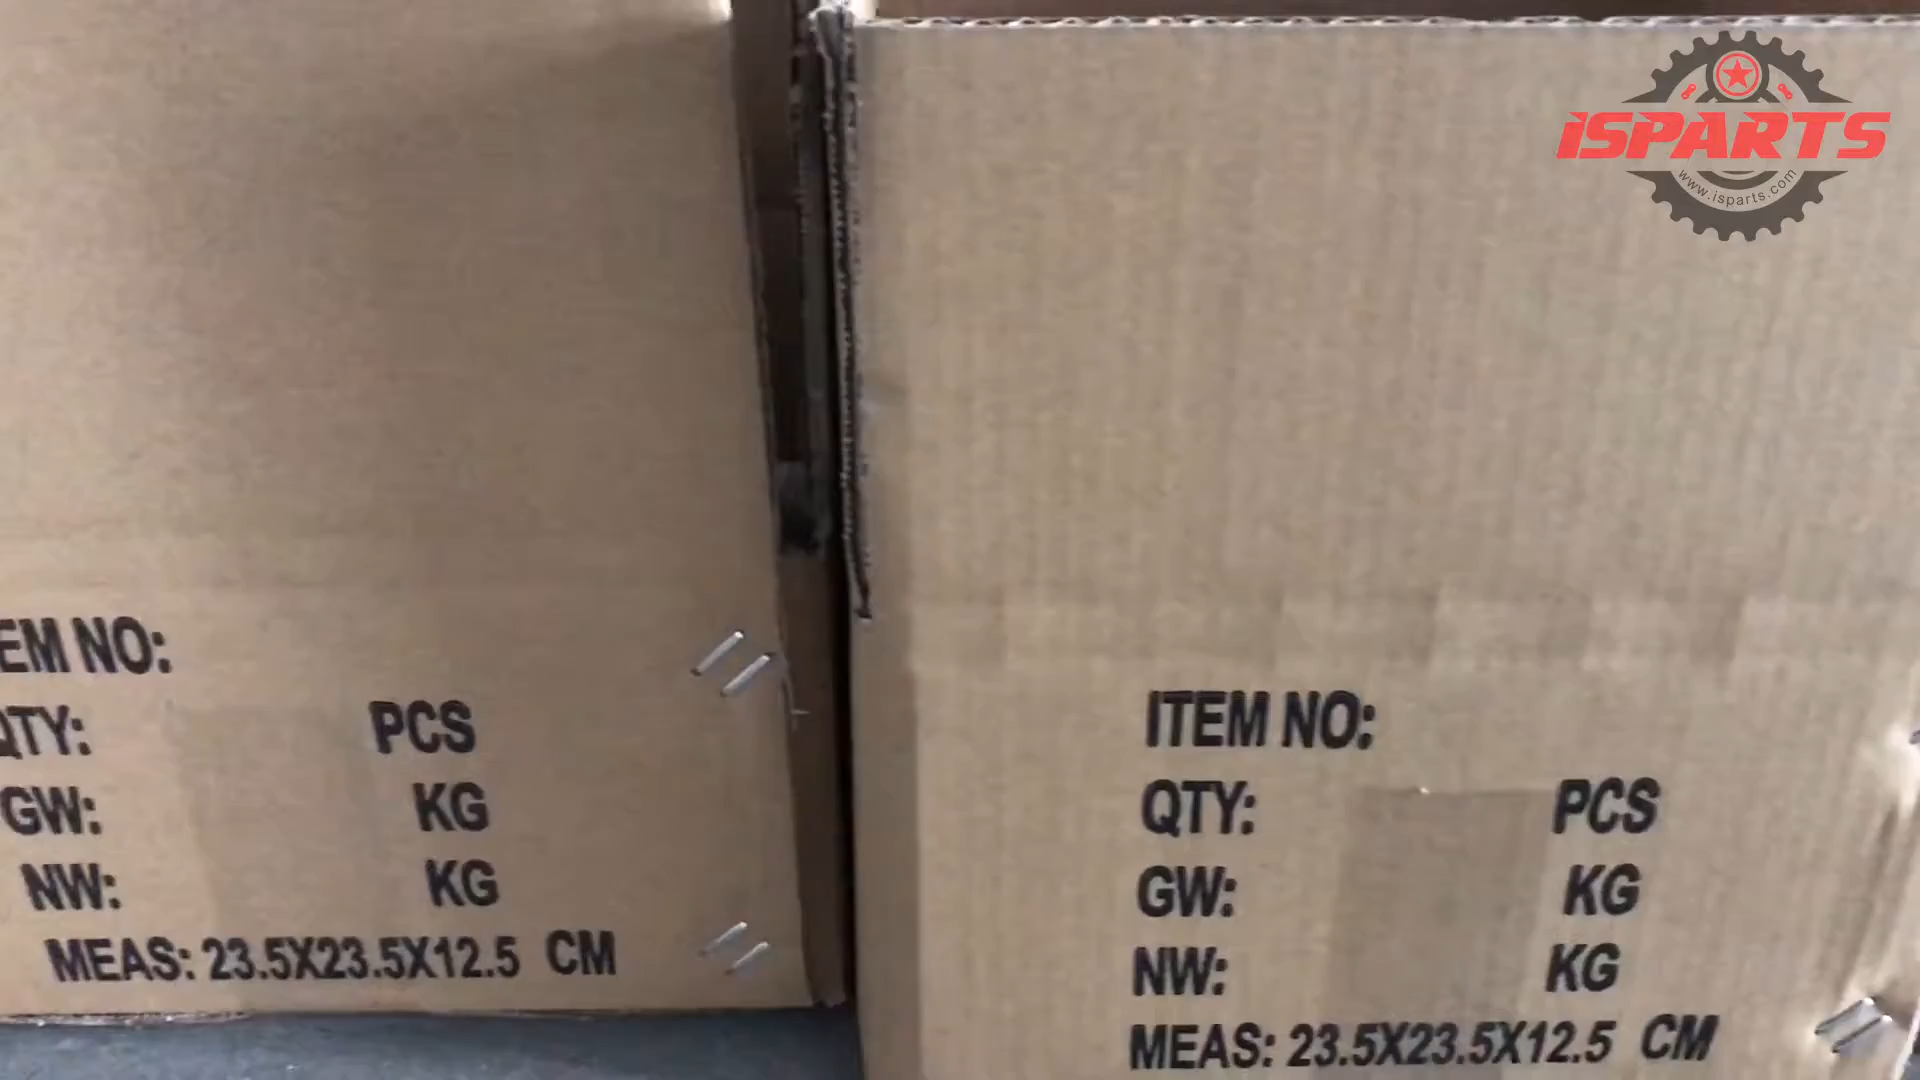 iSPARTS
www.isparts.com
EM NO:
QTY: PCS
GW: KG
NW: KG
MEAS: 23.5X23.5X12.5 CM
ITEM NO:
QTY: PCS
GW: KG
NW: KG
MEAS: 23.5X23.5X12.5 CM